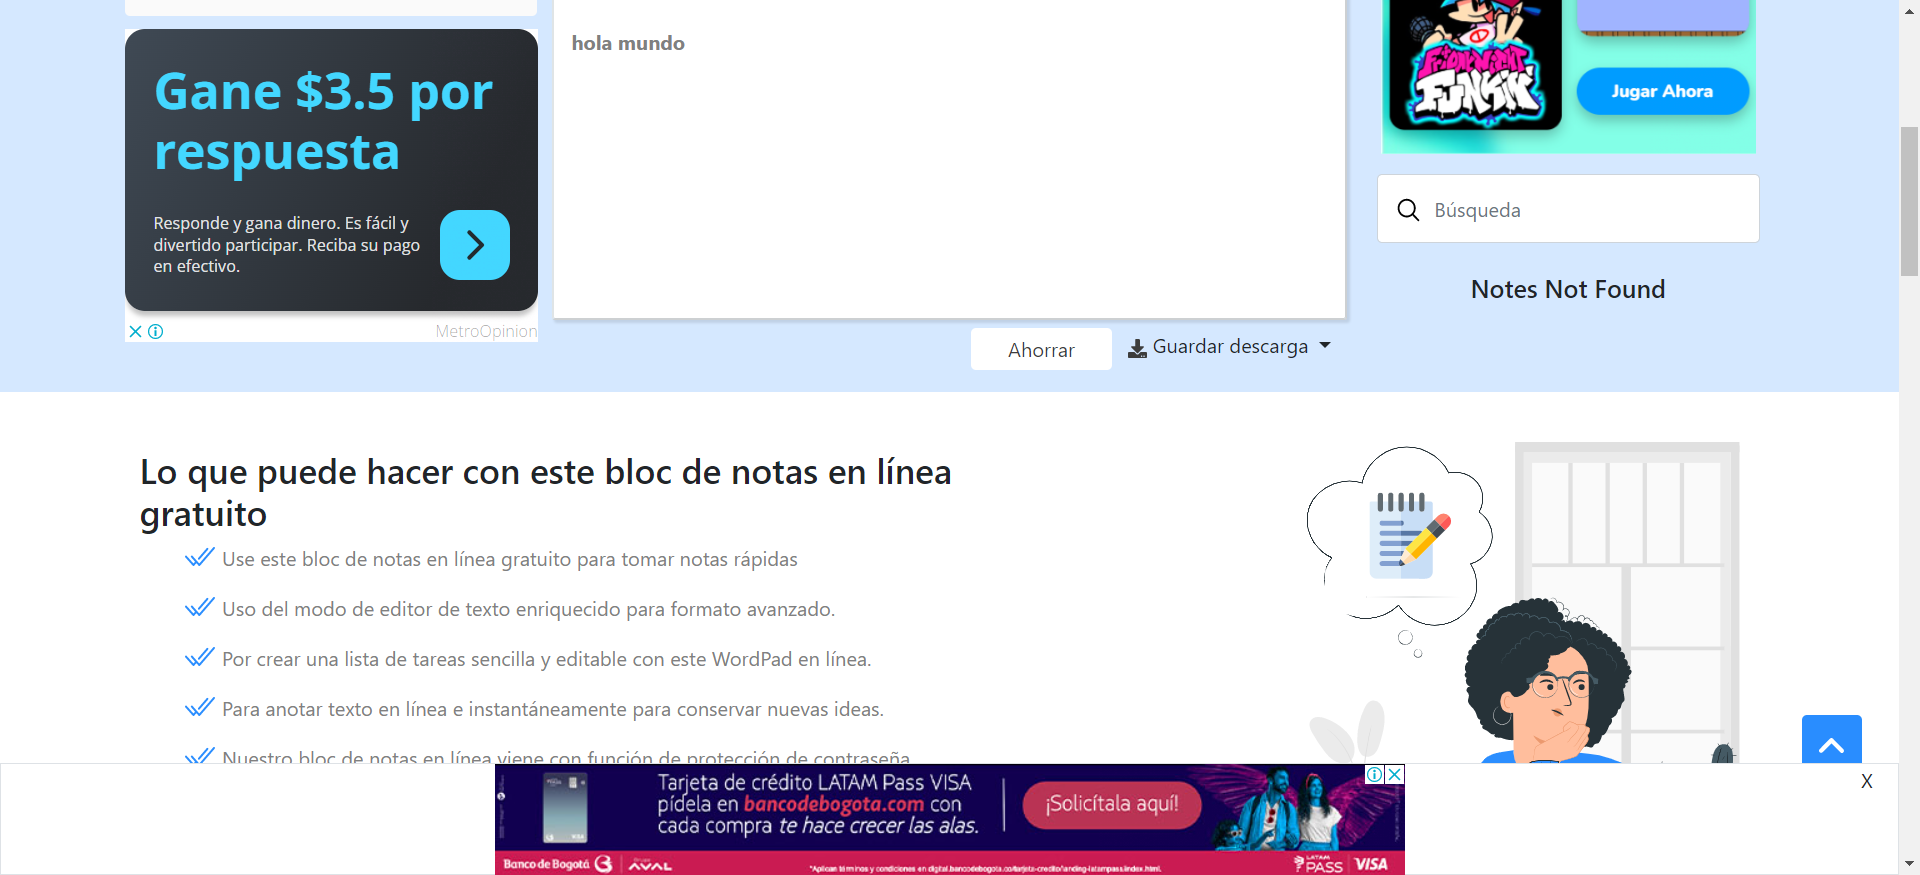 Gane $3.5 por
respuesta
Responde y gana dinero. Es fácil y
divertido participar. Reciba su pago
en efectivo.
MetroOpinion
hola mundo
Ahorrar
Guardar descarga
FRIDAY NIGHT
FUNKIN'
Jugar Ahora
Búsqueda
Notes Not Found
Lo que puede hacer con este bloc de notas en línea
gratuito
Use este bloc de notas en línea gratuito para tomar notas rápidas
Uso del modo de editor de texto enriquecido para formato avanzado.
Por crear una lista de tareas sencilla y editable con este WordPad en línea.
Para anotar texto en línea e instantáneamente para conservar nuevas ideas.
Nuestro bloc de notas en línea viene con función de protección de contraseña
Tarjeta de crédito LATAM Pass VISA
pídela en bancodebogota.com con
cada compra te hace crecer las alas.
¡Solicítala aquí!
Banco de Bogotá
Grupo
AVAL
*Aplican términos y condiciones en digital.bancodebogota.co/tarjeta-credito/landing-latampass/index.html.
LATAM
PASS
VISA
X